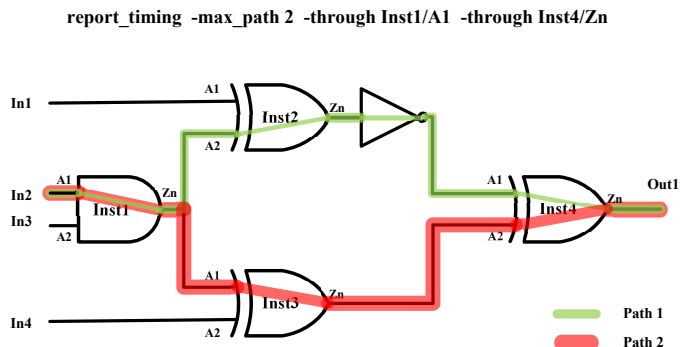 report_timing -max_path 2 -through Inst1/A1 -through Inst4/Zn
In1
A1
A2
Inst2
Zn
In2
In3
A1
A2
Inst1
Zn
A1
A2
Inst4
Zn
Out1
In4
A1
A2
Inst3
Zn
Path 1
Path 2